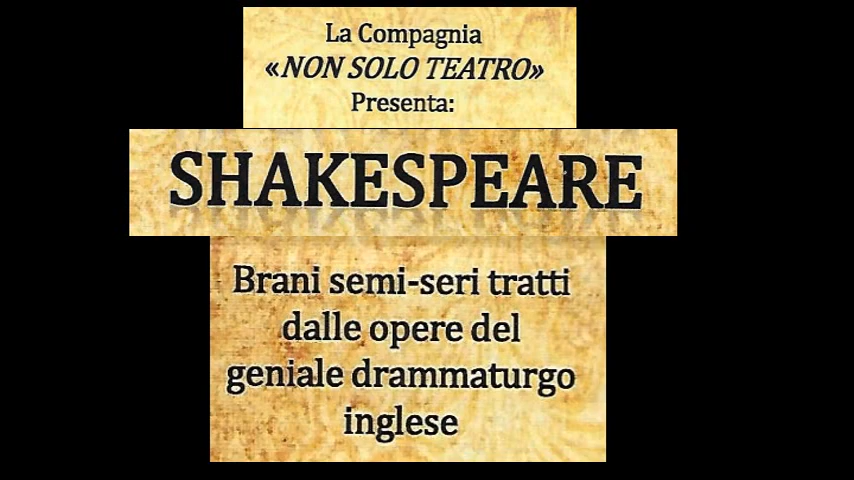 La Compagnia
«NON SOLO TEATRO»
Presenta:
SHAKESPEARE
Brani semi-seri tratti
dalle opere del
geniale drammaturgo
inglese